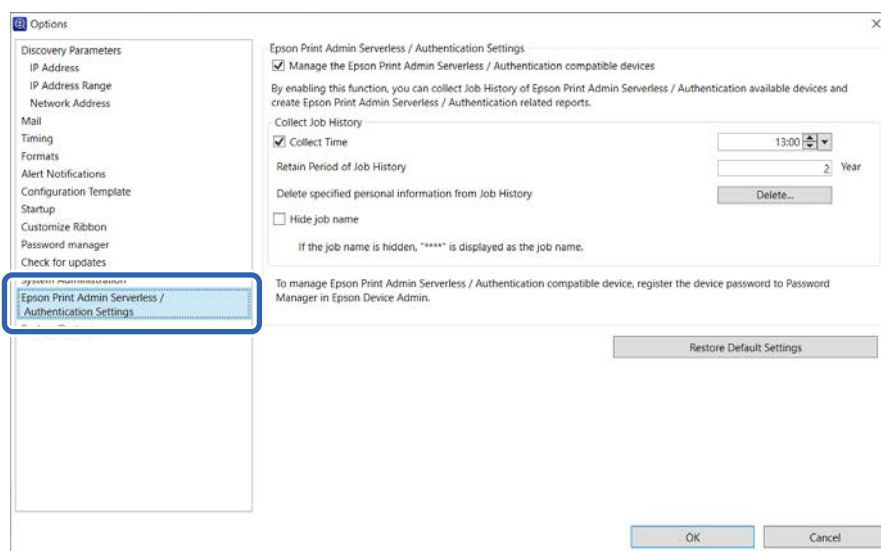 Options
Discovery Parameters
IP Address
IP Address Range
Network Address
Mail
Timing
Formats
Alert Notifications
Configuration Template
Startup
Customize Ribbon
Password manager
Check for updates
System Administration
Epson Print Admin Serverless /
Authentication Settings
Epson Print Admin Serverless / Authentication Settings
Manage the Epson Print Admin Serverless / Authentication compatible devices
By enabling this function, you can collect Job History of Epson Print Admin Serverless / Authentication available devices and
create Epson Print Admin Serverless / Authentication related reports.
Collect Job History
Collect Time
13:00
Retain Period of Job History
2 Year
Delete specified personal information from Job History
Delete...
Hide job name
If the job name is hidden, "****" is displayed as the job name.
To manage Epson Print Admin Serverless / Authentication compatible device, register the device password to Password
Manager in Epson Device Admin.
Restore Default Settings
OK
Cancel